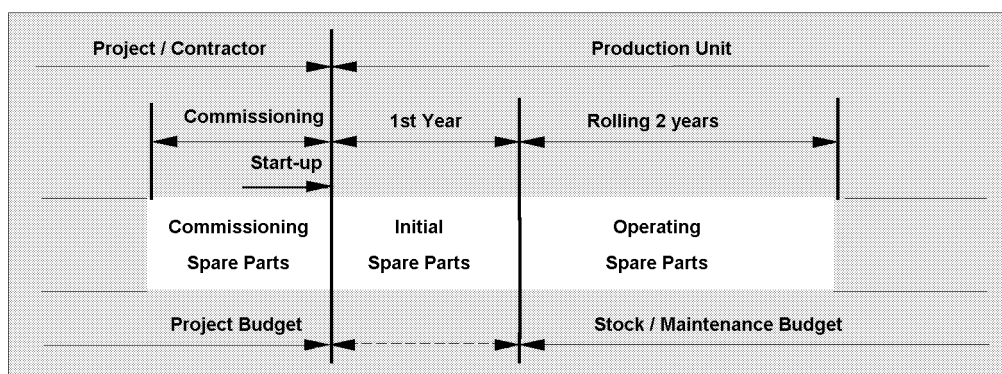 Project / Contractor
Production Unit
Commissioning
1st Year
Rolling 2 years
Start-up
Commissioning
Spare Parts
Initial
Spare Parts
Operating
Spare Parts
Project Budget
Stock / Maintenance Budget